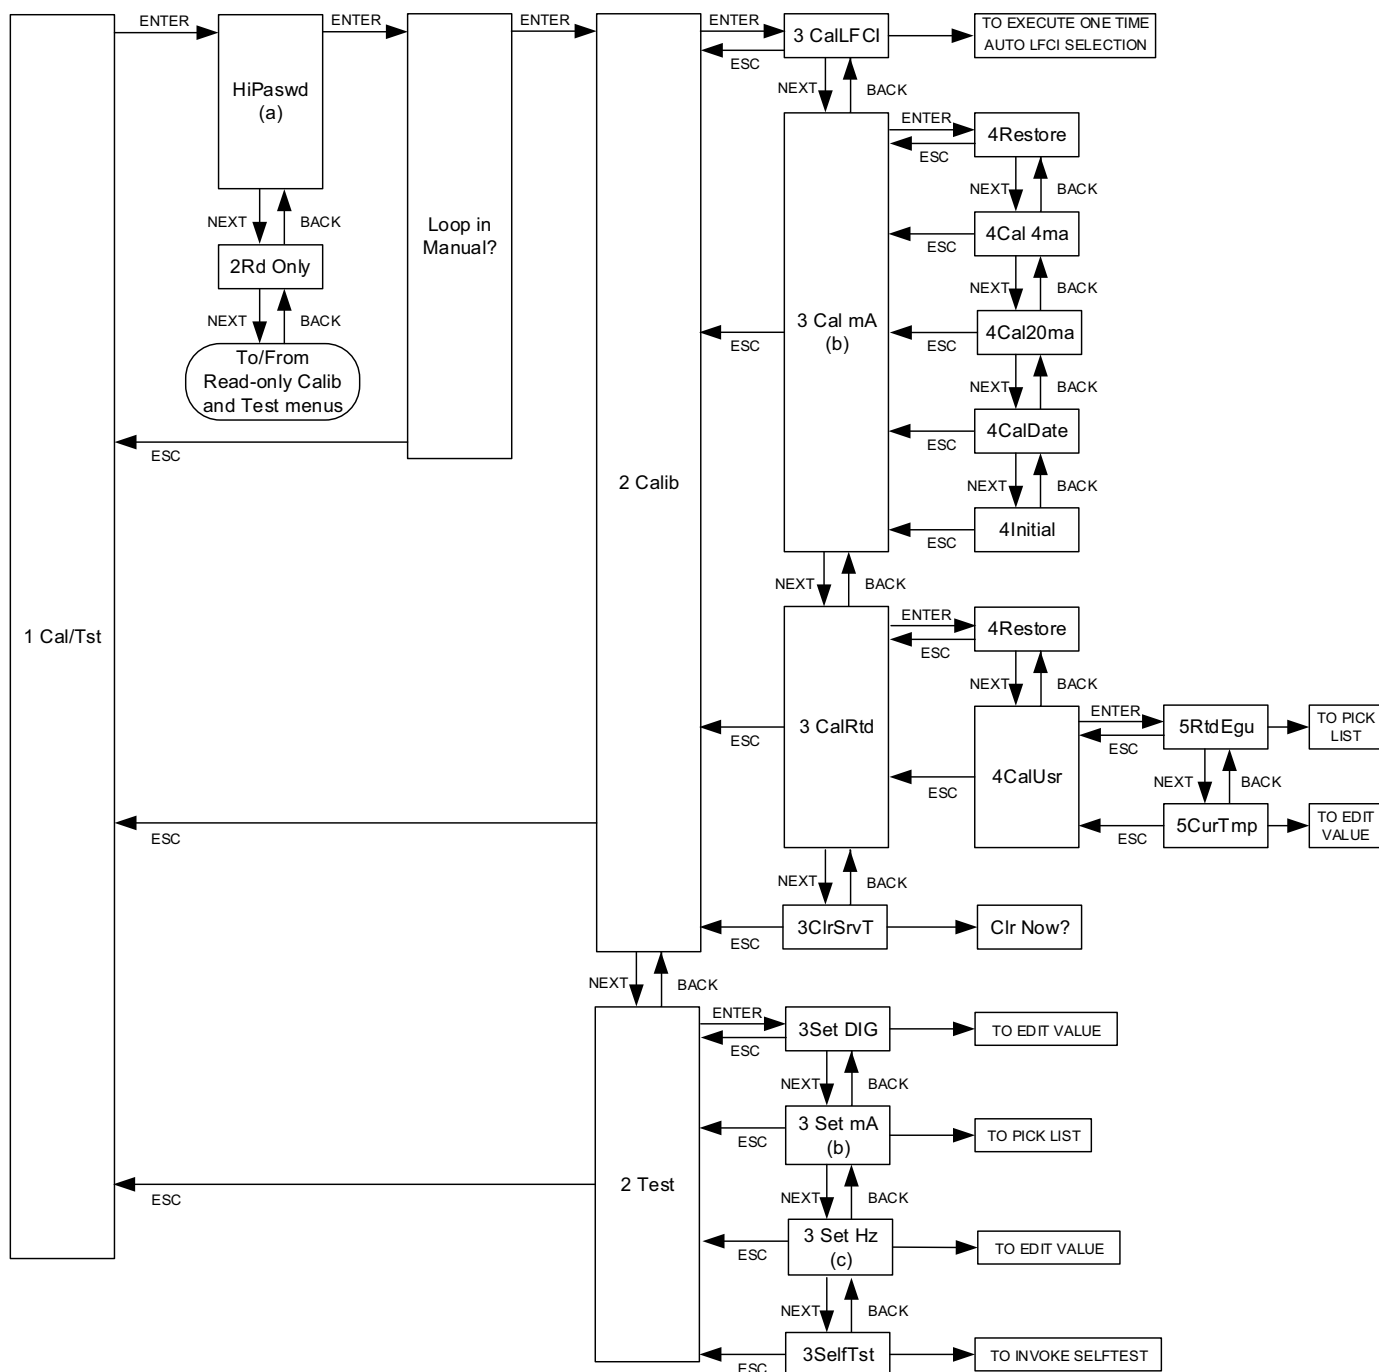 ENTER
ENTER
ENTER
ENTER
3 CalLFCI
TO EXECUTE ONE TIME
AUTO LFCI SELECTION
ESC
HiPaswd
(a)
NEXT
BACK
ENTER
4Restore
ESC
NEXT
BACK
NEXT
BACK
Loop in
Manual?
4Cal 4ma
ESC
2Rd Only
NEXT
BACK
NEXT
BACK
3 Cal mA
(b)
4Cal20ma
ESC
ESC
To/From
Read-only Calib
and Test menus
NEXT
BACK
4CalDate
ESC
ESC
NEXT
BACK
2 Calib
4Initial
ESC
NEXT
BACK
1 Cal/Tst
ENTER
4Restore
ESC
NEXT
BACK
3 CalRtd
ESC
ENTER
5RtdEgu
TO PICK
LIST
ESC
4CalUsr
ESC
NEXT
BACK
5CurTmp
TO EDIT
VALUE
ESC
ESC
NEXT
BACK
3ClrSrvT
Clr Now?
ESC
NEXT
BACK
ENTER
3Set DIG
TO EDIT VALUE
ESC
NEXT
BACK
3 Set mA
(b)
TO PICK LIST
ESC
2 Test
NEXT
BACK
ESC
3 Set Hz
(c)
TO EDIT VALUE
ESC
NEXT
BACK
3SelfTst
TO INVOKE SELFTEST
ESC